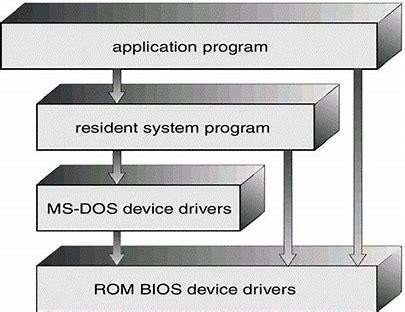 application program
resident system program
MS-DOS device drivers
ROM BIOS device drivers